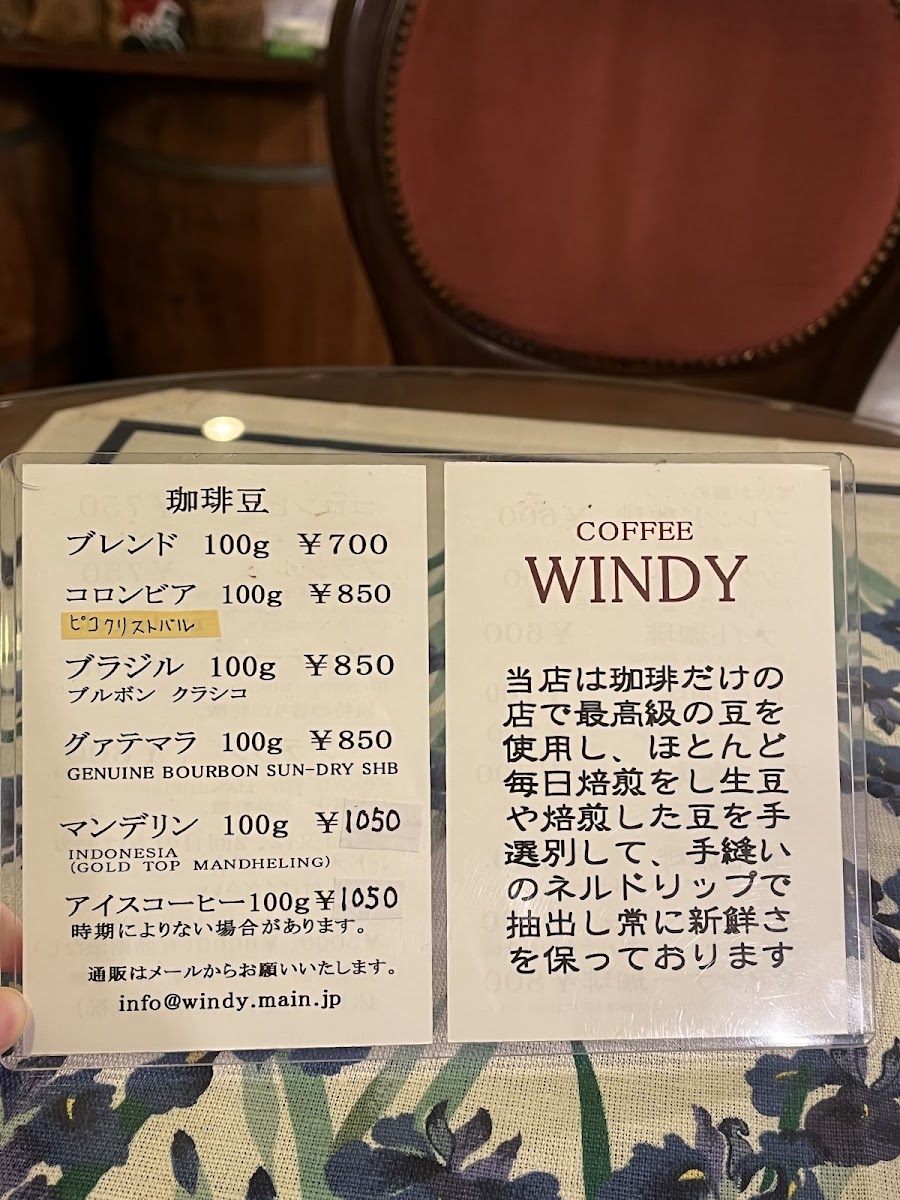 珈琲豆
ブレンド 100g ￥700
コロンビア 100g ￥850
ピコクリストバル
ブラジル 100g ￥850
ブルボン クラシコ
グァテマラ 100g ￥850
GENUINE BOURBON SUN-DRY SHB
マンデリン 100g ￥1050
INDONESIA
(GOLD TOP MANDHELING)
アイスコーヒー100g￥1050
時期によりない場合があります。
通販はメールからお願いいたします。
info@windy.main.jp
COFFEE
WINDY
当店は珈琲だけの
店で最高級の豆を
使用し、ほとんど
毎日焙煎をし生豆
や焙煎した豆を手
選別して、手縫い
のネルドリップで
抽出し常に新鮮さ
を保っております